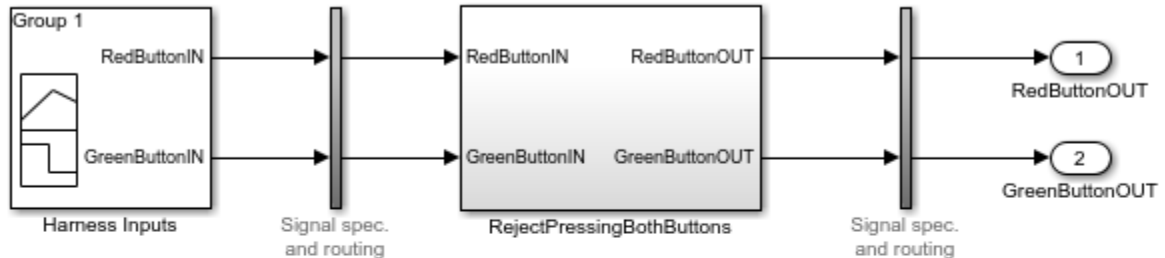 Group 1
RedButtonIN
GreenButtonIN
Harness Inputs
Signal spec.
and routing
RedButtonIN
RedButtonOUT
GreenButtonIN
GreenButtonOUT
RejectPressingBothButtons
Signal spec.
and routing
1
RedButtonOUT
2
GreenButtonOUT